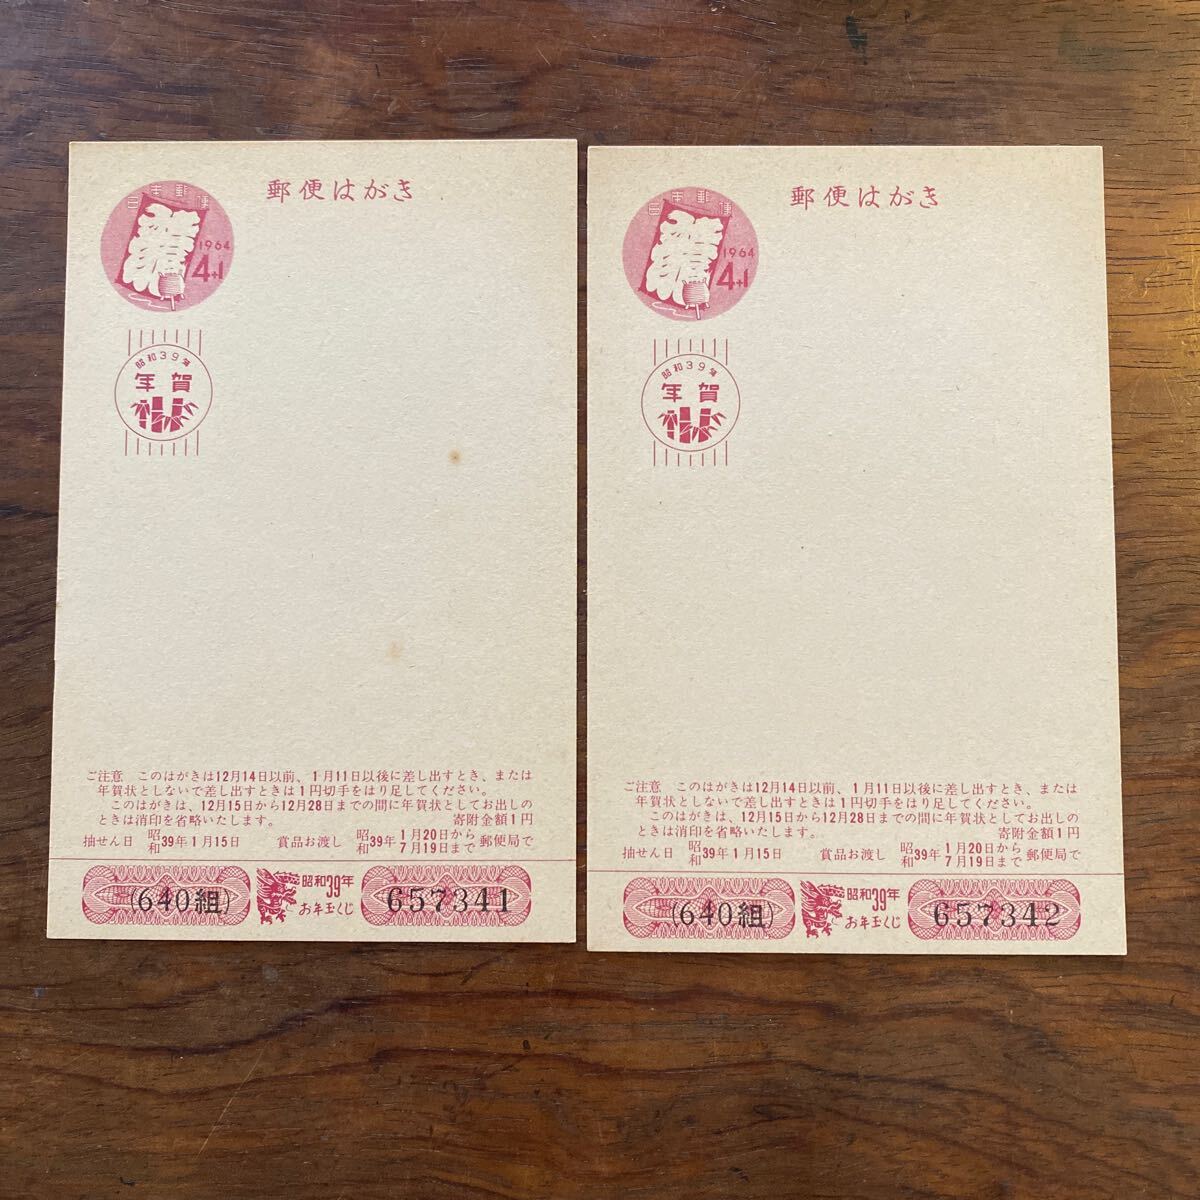 郵便はがき
日本郵便
1964
4+1
昭和39年
年賀
ご注意 このはがきは12月14日以前、1月11日以後に差し出すとき、または
年賀状としないで差し出すときは1円切手をはり足してください。
このはがきは、12月15日から12月28日までの間に年賀状としてお出しの
ときは消印を省略いたします。 寄附金額1円
抽せん日 昭和39年1月15日 賞品お渡し 昭和39年 1月20日から 7月19日まで 郵便局で
(640組)
昭和39年
お年玉くじ
657341
郵便はがき
日本郵便
1964
4+1
昭和39年
年賀
ご注意 このはがきは12月14日以前、1月11日以後に差し出すとき、または
年賀状としないで差し出すときは1円切手をはり足してください。
このはがきは、12月15日から12月28日までの間に年賀状としてお出しの
ときは消印を省略いたします。 寄附金額1円
抽せん日 昭和39年1月15日 賞品お渡し 昭和39年 1月20日から 7月19日まで 郵便局で
(640組)
昭和39年
お年玉くじ
657342